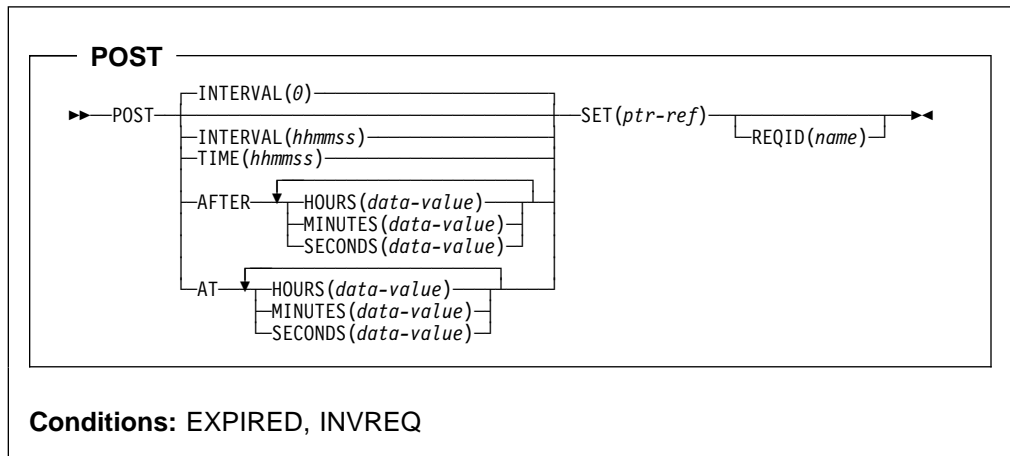 POST
INTERVAL(0)
POST SET(ptr-ref)
INTERVAL(hhmmss) REQID(name)
TIME(hhmmss)
AFTER HOURS(data-value)
MINUTES(data-value)
SECONDS(data-value)
AT HOURS(data-value)
MINUTES(data-value)
SECONDS(data-value)
Conditions: EXPIRED, INVREQ